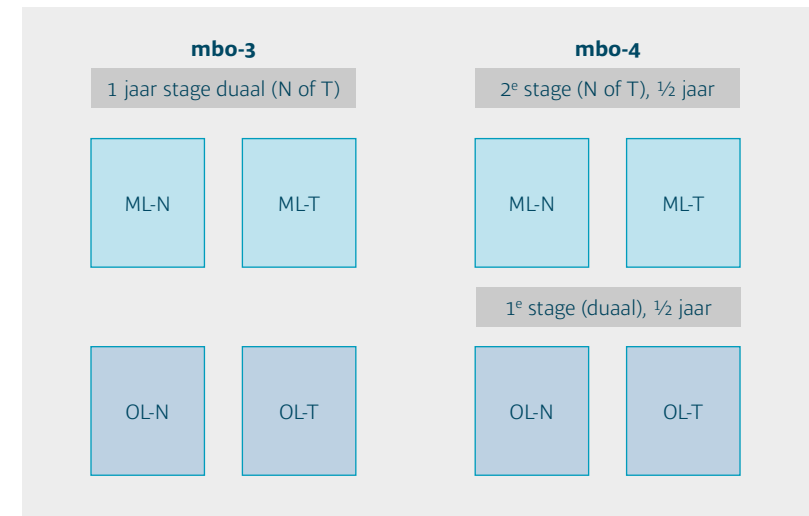 mbo-3
1 jaar stage duaal (N of T)
ML-N
ML-T
OL-N
OL-T
mbo-4
2e stage (N of T), ½ jaar
ML-N
ML-T
1e stage (duaal), ½ jaar
OL-N
OL-T